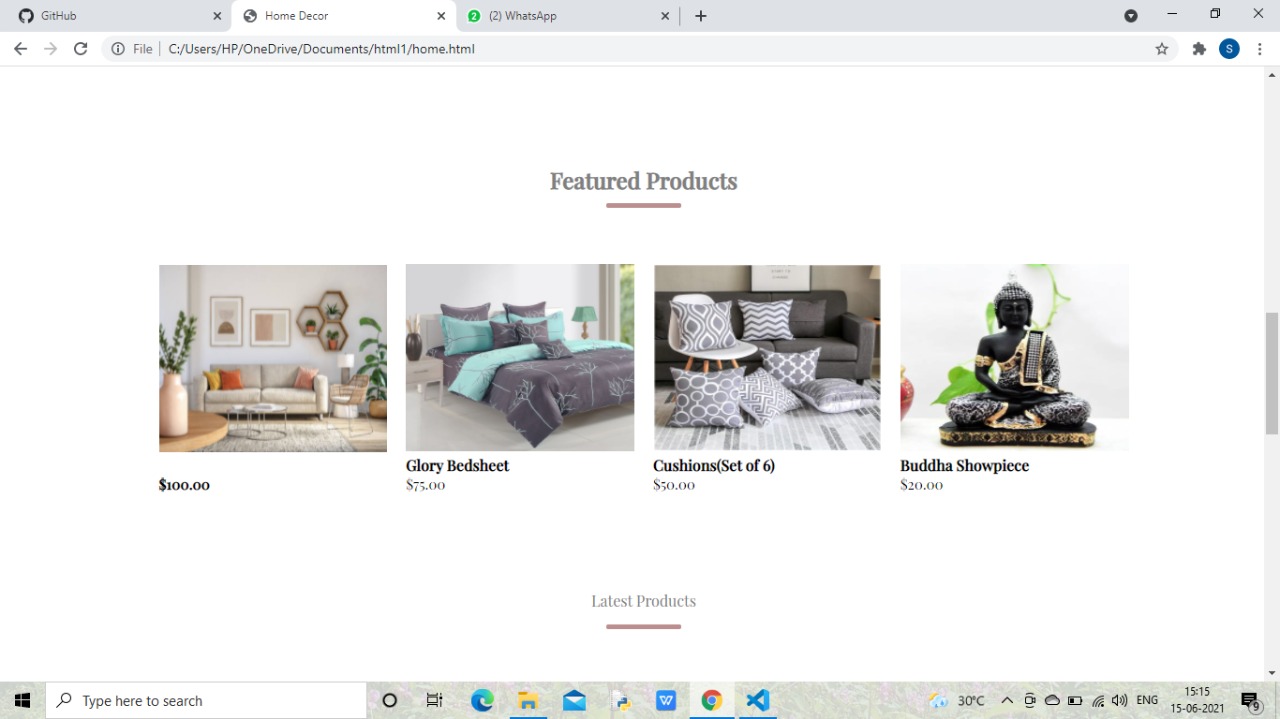 GitHub
Home Decor
(2) WhatsApp
File
C:/Users/HP/OneDrive/Documents/html1/home.html
S
Featured Products
Glory Bedsheet
Cushions(Set of 6)
Buddha Showpiece
$100.00
$75.00
$50.00
$20.00
Latest Products
Type here to search
30°C
ENG
15:15
15-06-2021
9